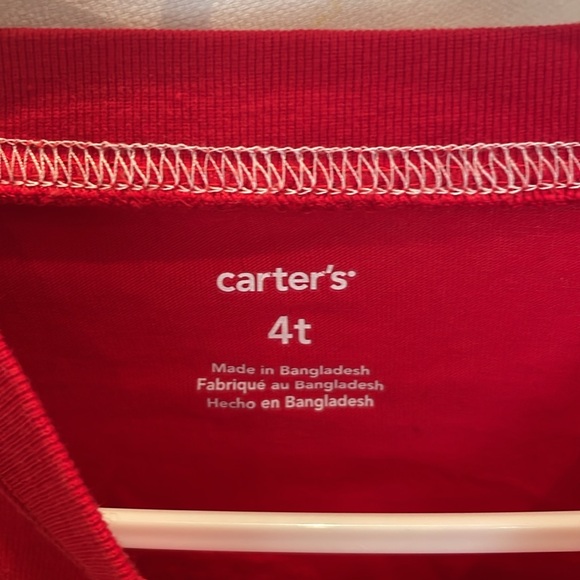 carter's
4t
Made in Bangladesh
Fabriqué au Bangladesh
Hecho en Bangladesh